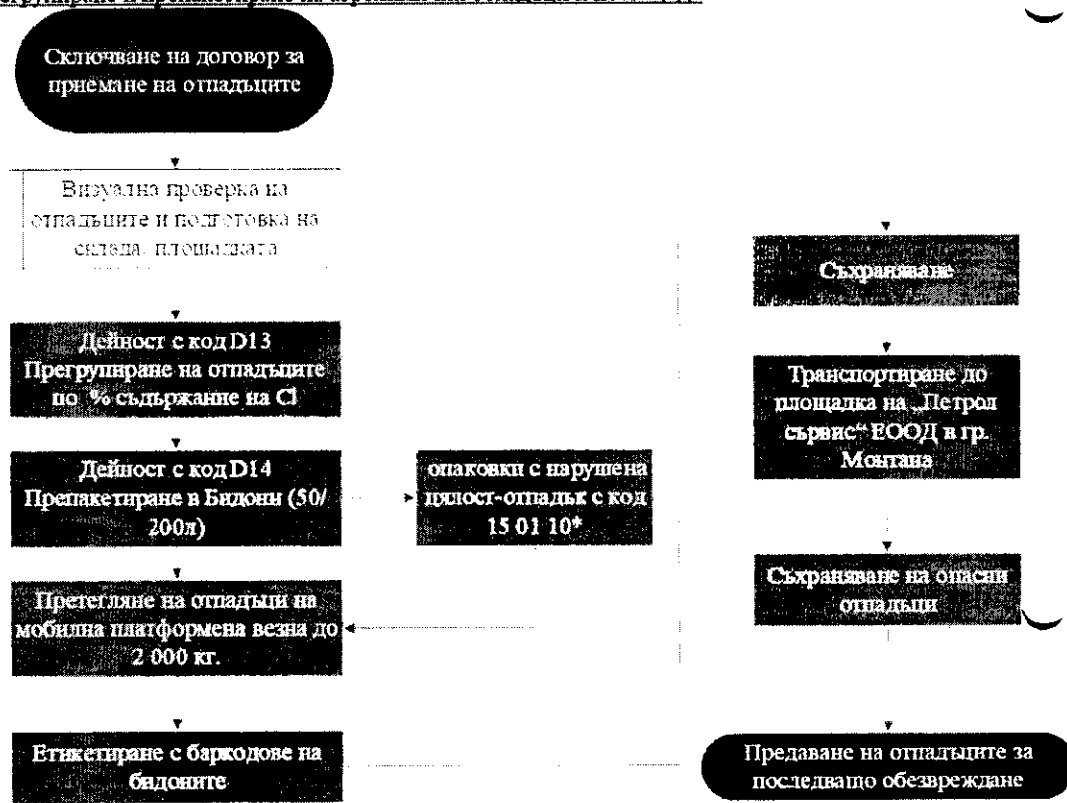 Сключване на договор за
приемане на отпадъците
Визуална проверка на
отпадъците и подготовка на
склада, площадката
Дейност с код D13
Прегрупиране на отпадъците
по % съдържание на Cl
Дейност с код D14
Препакетиране в Бидони (50/
200л)
опаковки с нарушена
цялост-отпадък с код
15 01 10*
Претегляне на отпадъци на
мобилна платформена везна до
2 000 кг.
Етикетиране с баркодове на
бидоните
Съхраняване
Транспортиране до
площадка на „Петрол
сървис“ ЕООД в гр.
Монтана
Съхраняване на опасни
отпадъци
Предаване на отпадъците за
последващо обезвреждане